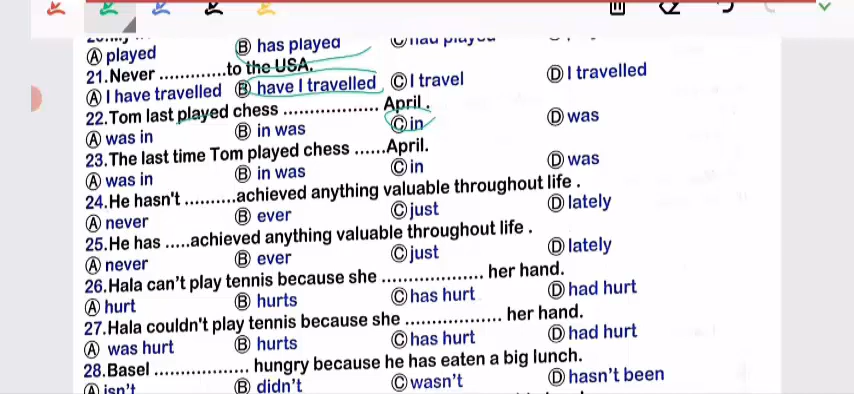 Ⓐ played Ⓑ has played
21.Never .............to the USA.
Ⓐ I have travelled Ⓑ have I travelled Ⓒ I travel Ⓓ I travelled
22.Tom last played chess ................... April .
Ⓐ was in Ⓑ in was Ⓒ in Ⓓ was
23.The last time Tom played chess ......April.
Ⓐ was in Ⓑ in was Ⓒ in Ⓓ was
24.He hasn't ..........achieved anything valuable throughout life .
Ⓐ never Ⓑ ever Ⓒ just Ⓓ lately
25.He has .....achieved anything valuable throughout life .
Ⓐ never Ⓑ ever Ⓒ just Ⓓ lately
26.Hala can't play tennis because she ................... her hand.
Ⓐ hurt Ⓑ hurts Ⓒ has hurt Ⓓ had hurt
27.Hala couldn't play tennis because she .................. her hand.
Ⓐ was hurt Ⓑ hurts Ⓒ has hurt Ⓓ had hurt
28.Basel .................. hungry because he has eaten a big lunch.
Ⓐ isn't Ⓑ didn't Ⓒ wasn't Ⓓ hasn't been